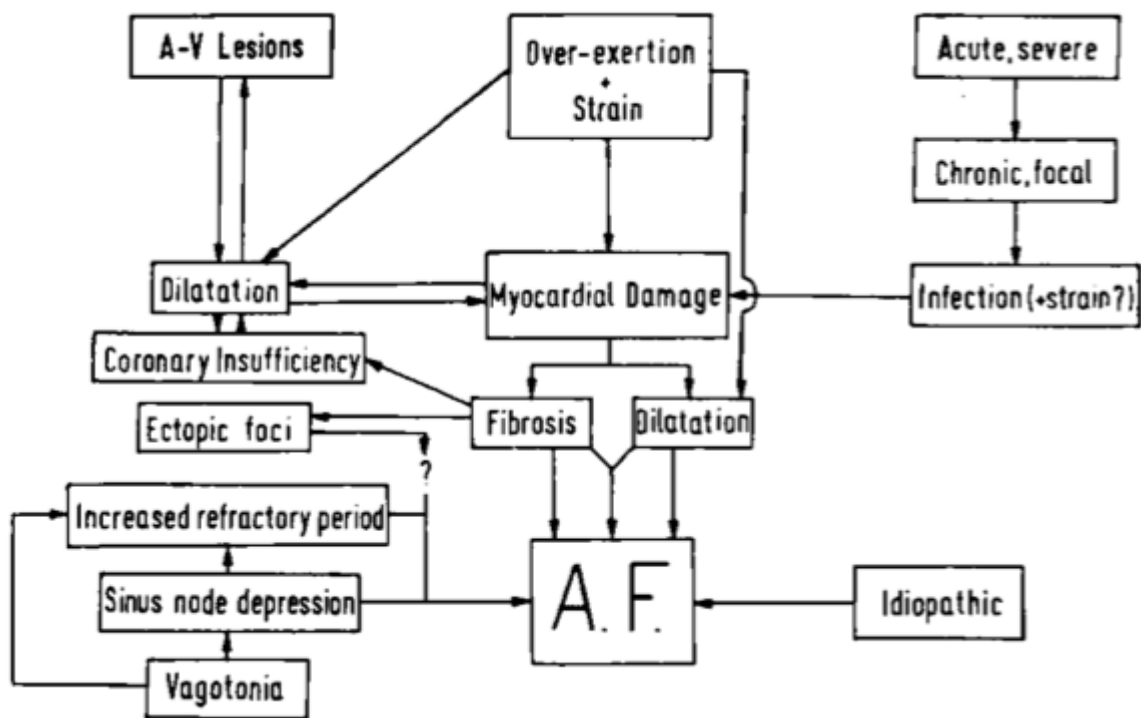 A-V Lesions
Over-exertion
+
Strain
Acute, severe
Chronic, focal
Dilatation
Myocardial Damage
Infection (+strain?)
Coronary Insufficiency
Ectopic foci
Fibrosis
Dilatation
?
Increased refractory period
Sinus node depression
A. F.
Idiopathic
Vagotonia